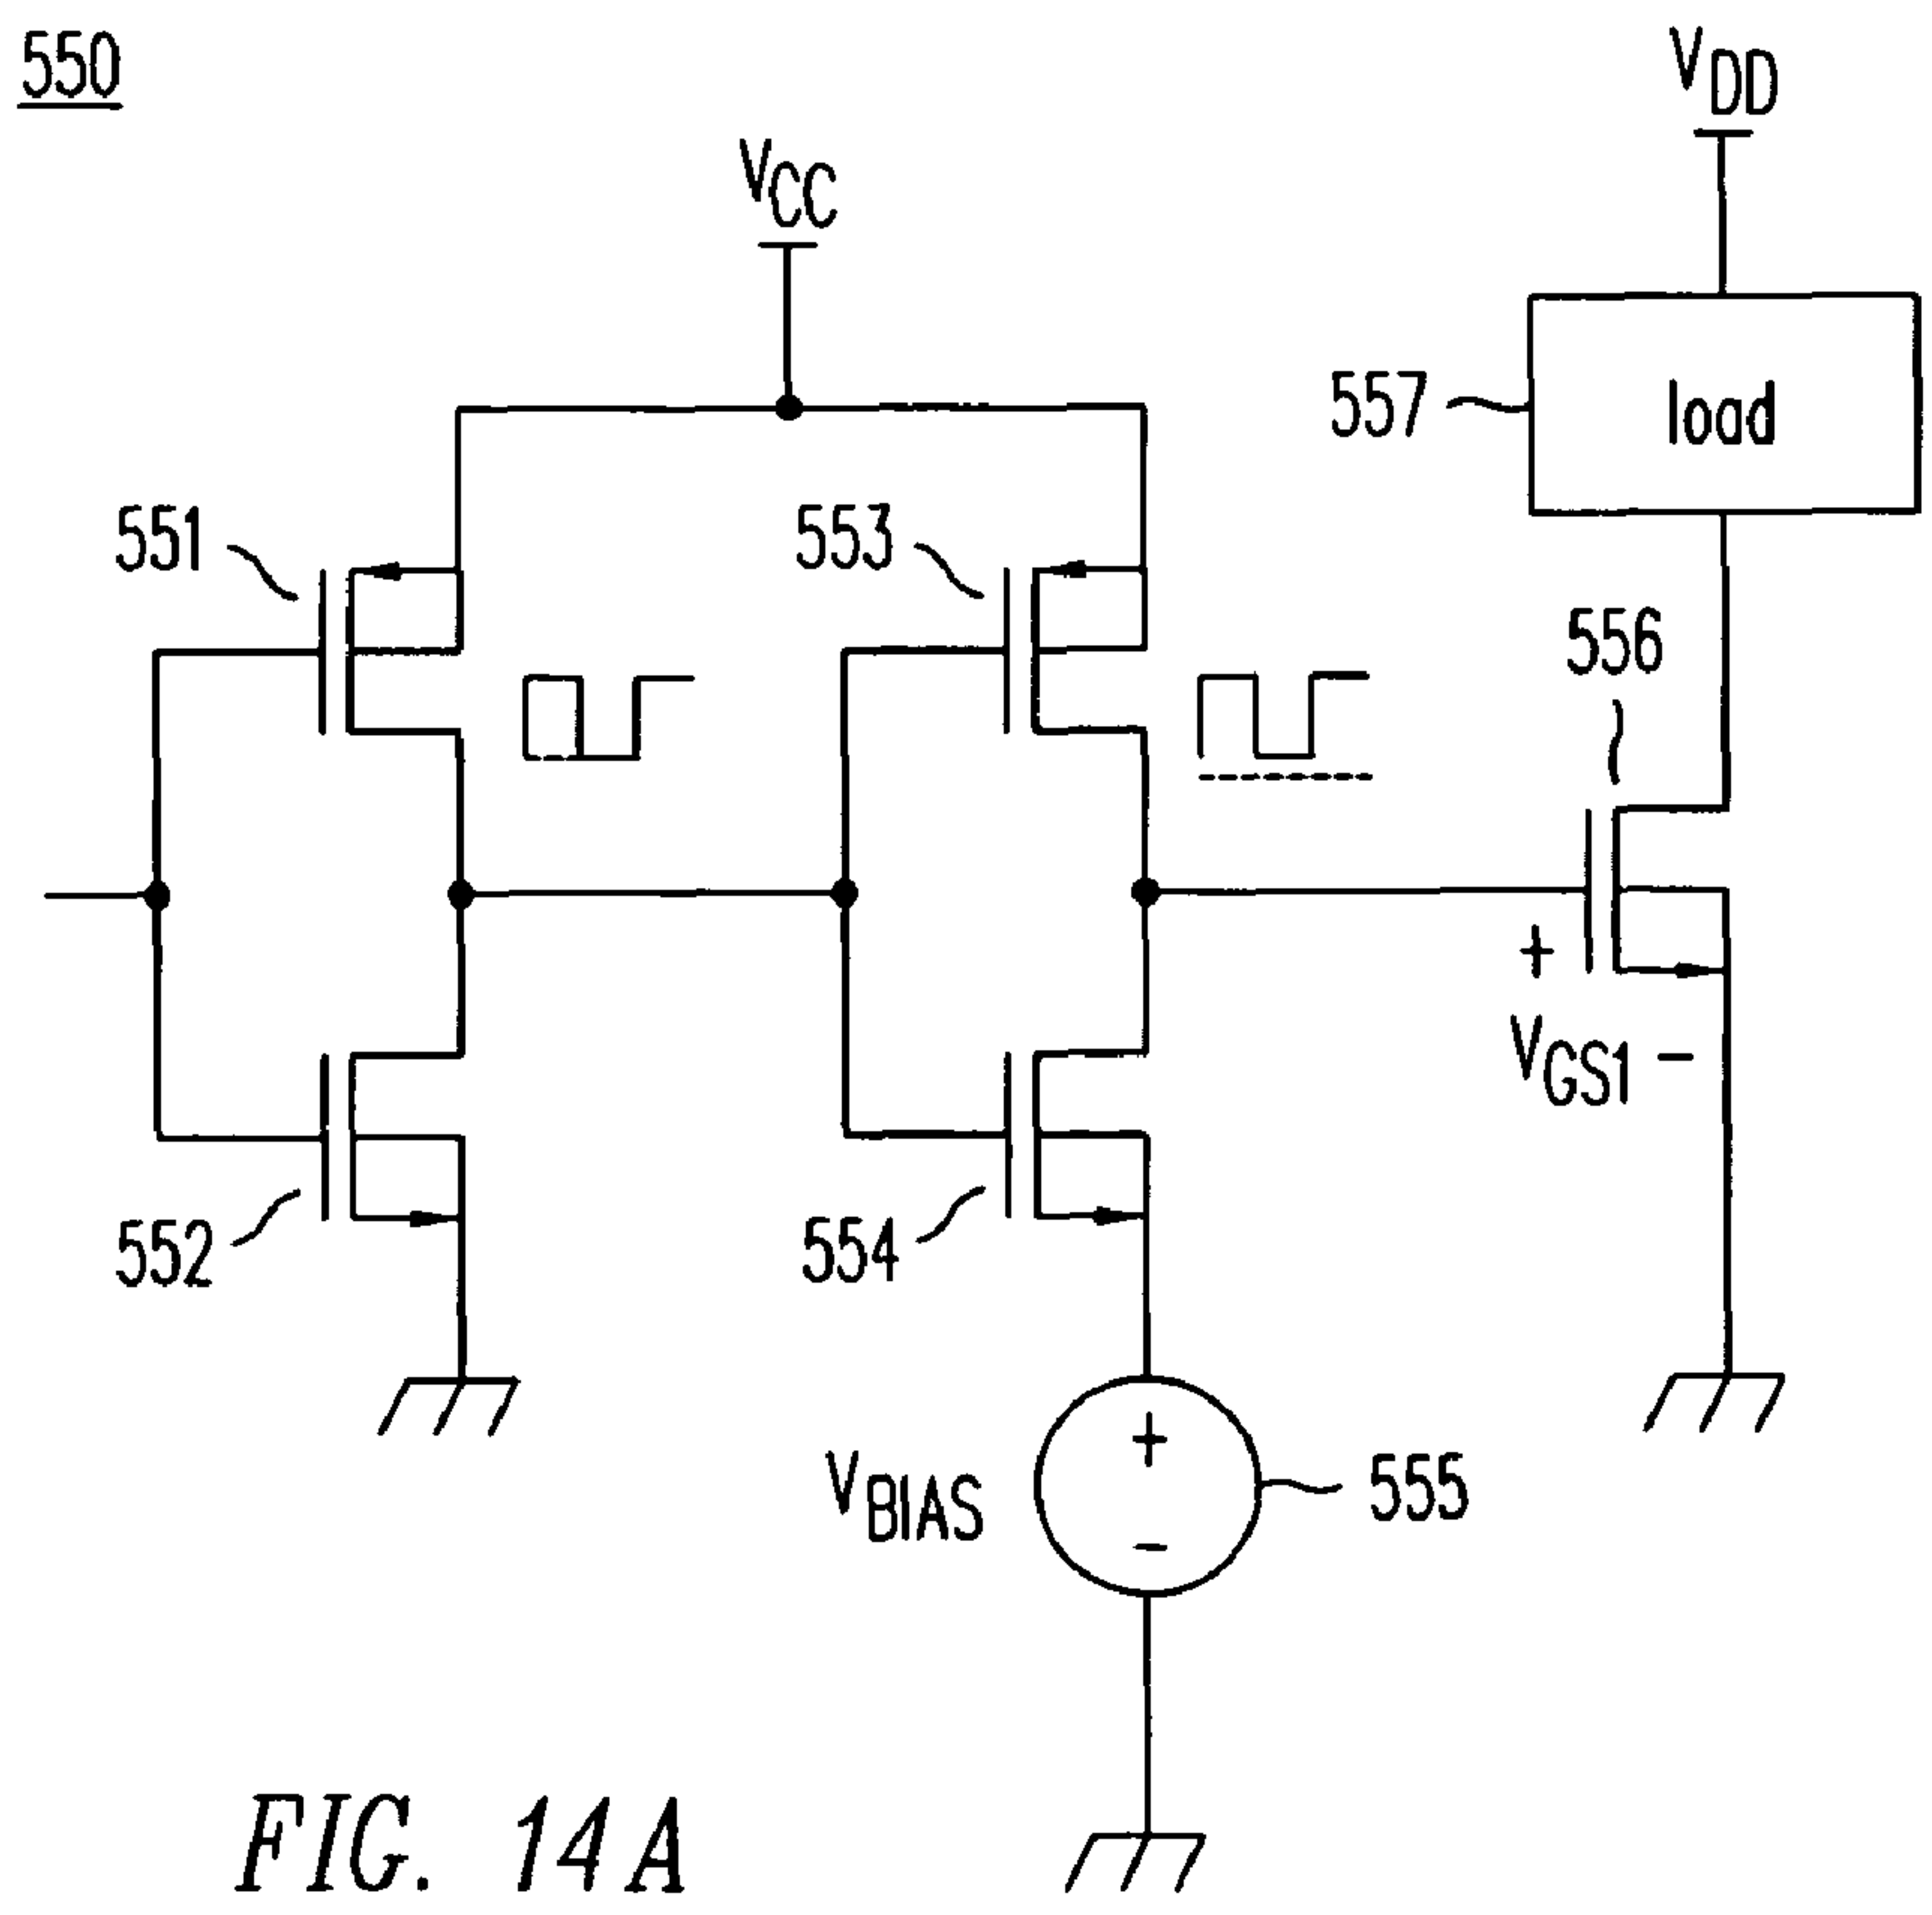 550
VDD
VCC
557
load
551
553
556
+
VGS1 -
552
554
+
VBIAS
555
-
FIG. 14A